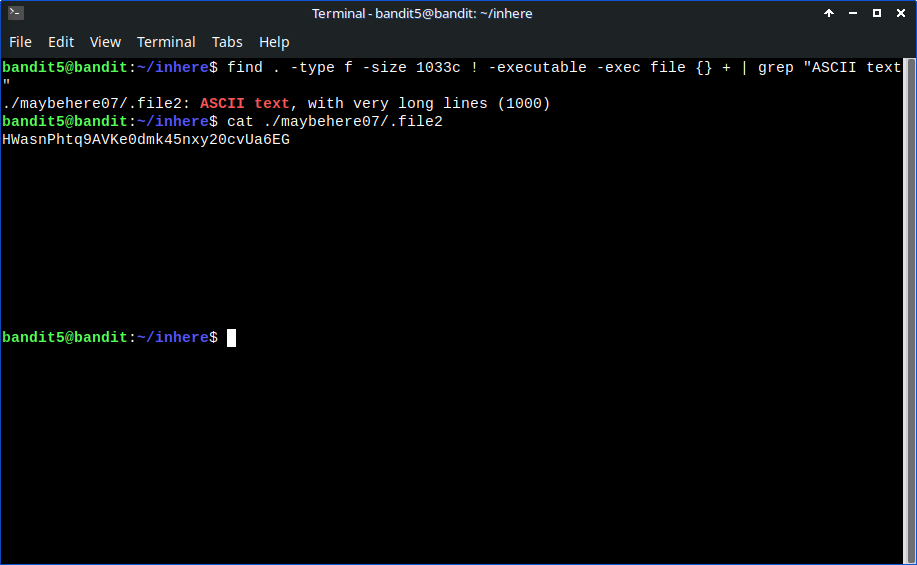 Terminal - bandit5@bandit: ~/inhere
File Edit View Terminal Tabs Help
bandit5@bandit:~/inhere$ find . -type f -size 1033c ! -executable -exec file {} + | grep "ASCII text
"
./maybehere07/.file2: ASCII text, with very long lines (1000)
bandit5@bandit:~/inhere$ cat ./maybehere07/.file2
HWasnPhtq9AVKe0dmk45nxy20cvUa6EG
bandit5@bandit:~/inhere$